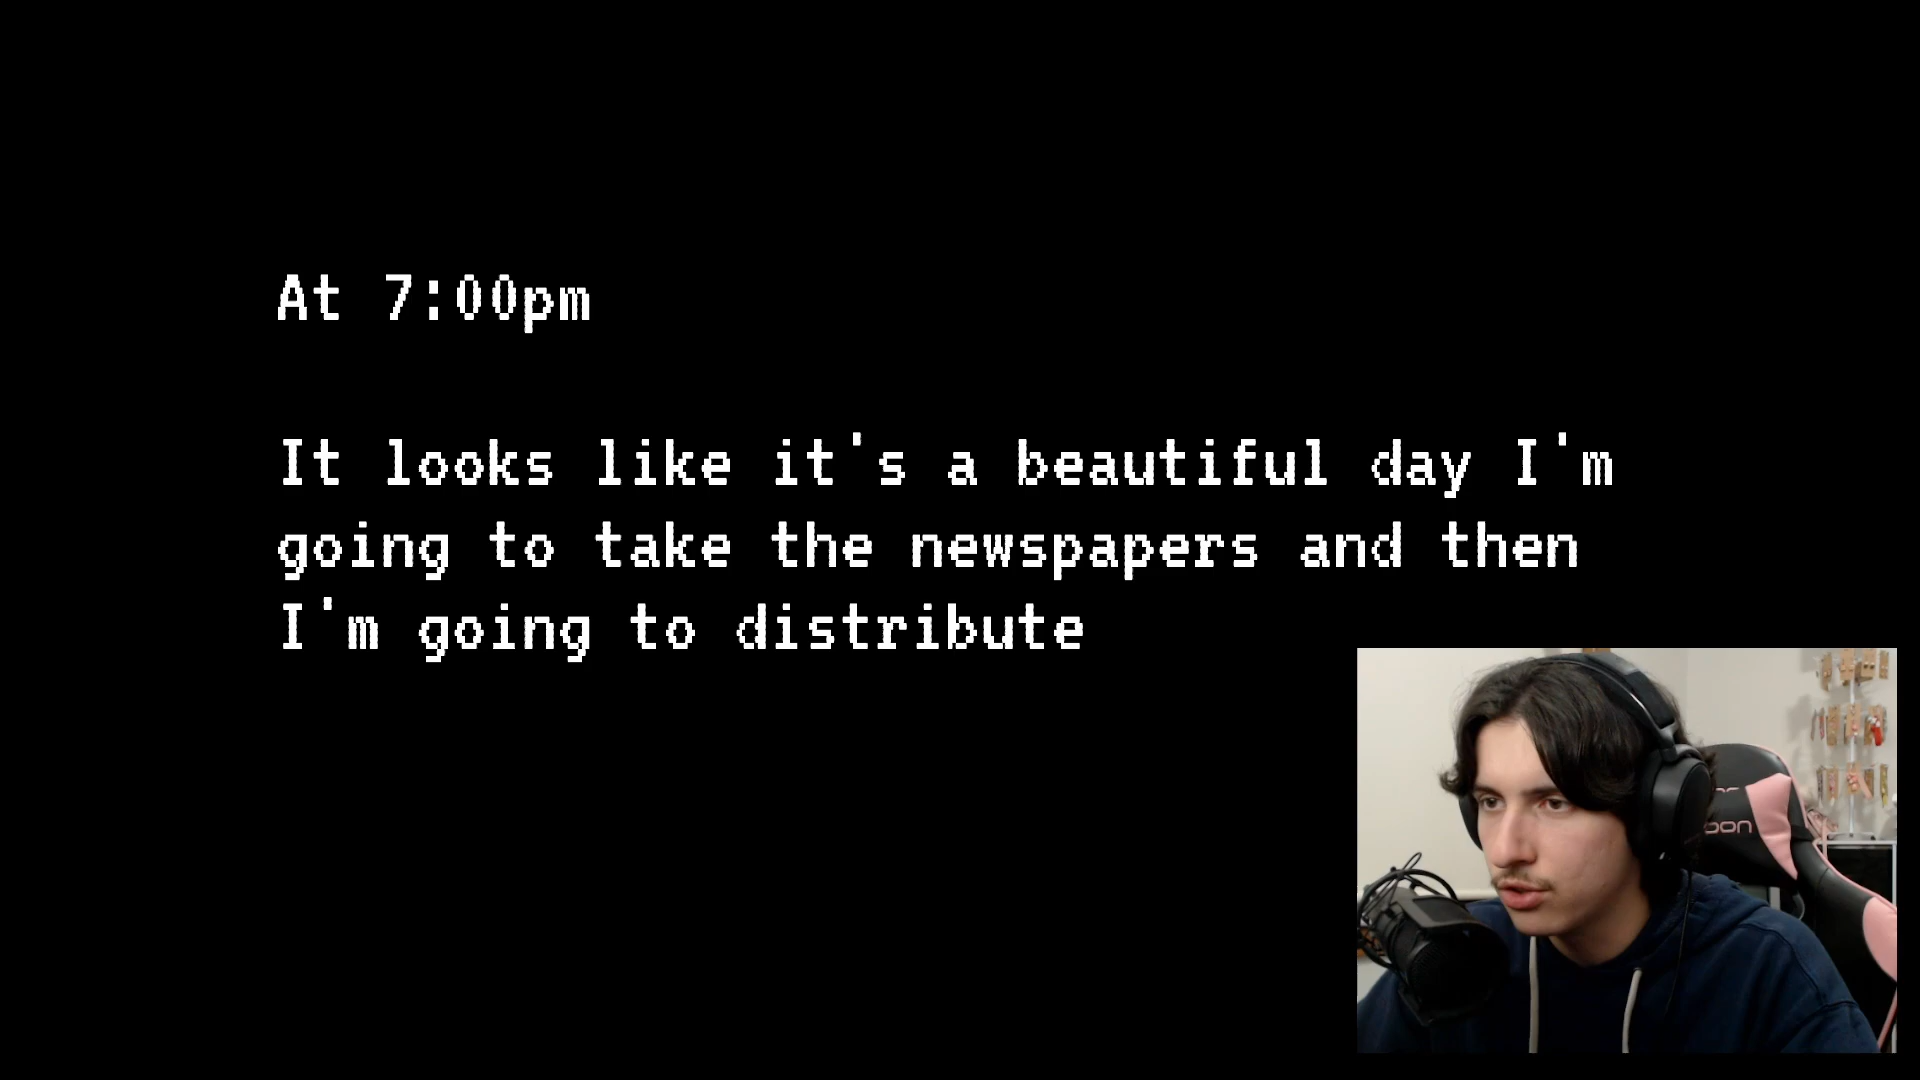 At 7:00pm
It looks like it's a beautiful day I'm
going to take the newspapers and then
I'm going to distribute